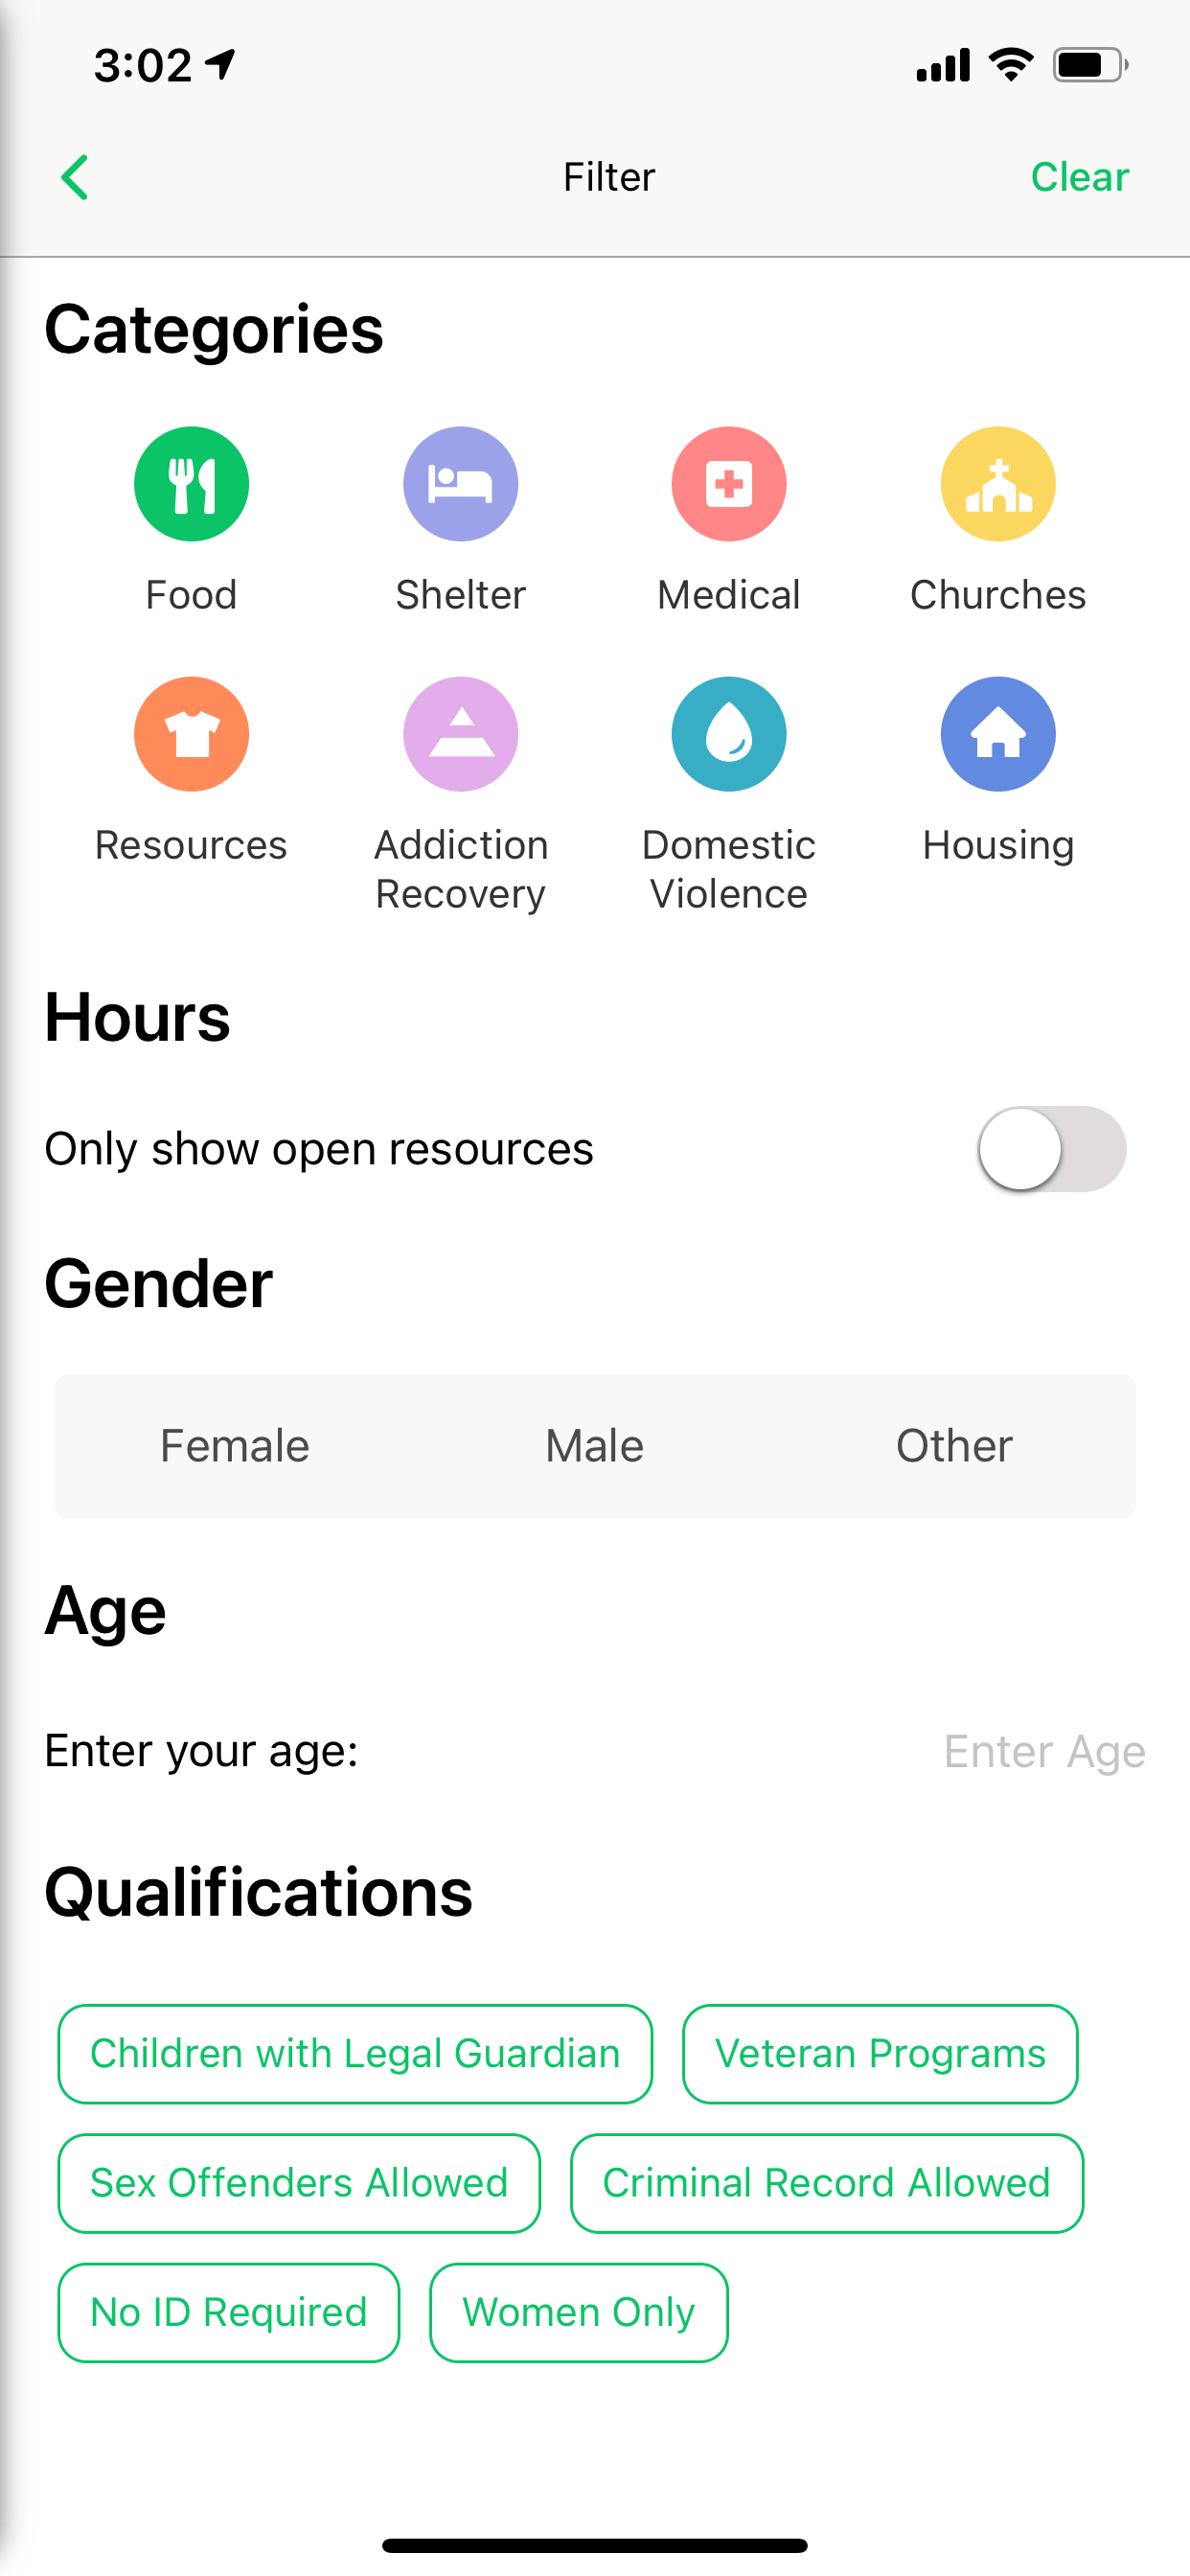 3:02
Filter
Clear
Categories
Food
Shelter
Medical
Churches
Resources
Addiction
Recovery
Domestic
Violence
Housing
Hours
Only show open resources
Gender
Female
Male
Other
Age
Enter your age:
Enter Age
Qualifications
Children with Legal Guardian
Veteran Programs
Sex Offenders Allowed
Criminal Record Allowed
No ID Required
Women Only